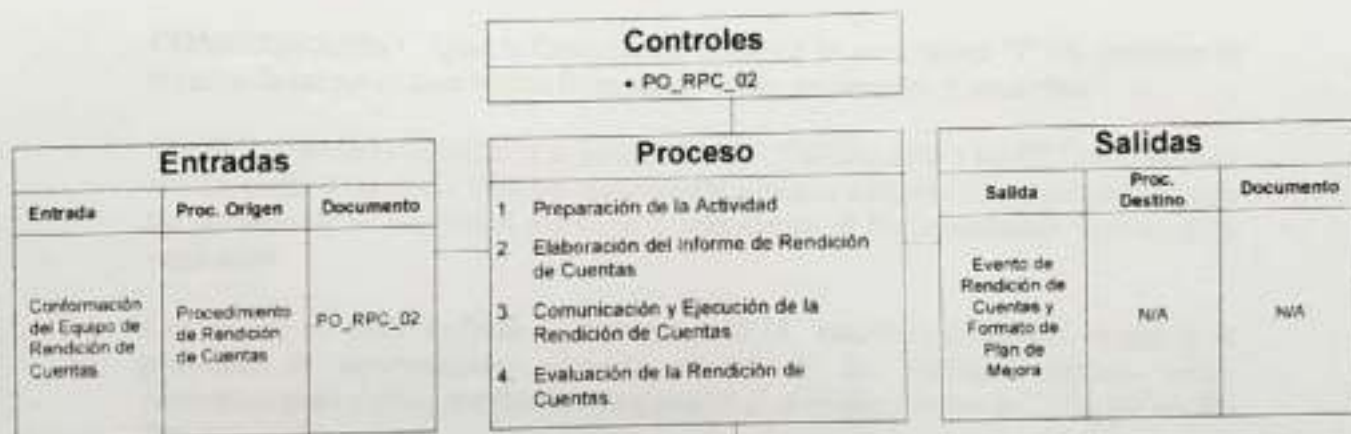 Controles
• PO_RPC_02
Entradas
Entrada Proc. Origen Documento
Conformación
del Equipo de
Rendición de
Cuentas.
Procedimiento
de Rendición
de Cuentas
PO_RPC_02
Proceso
1. Preparación de la Actividad
2. Elaboración del Informe de Rendición
de Cuentas
3. Comunicación y Ejecución de la
Rendición de Cuentas
4. Evaluación de la Rendición de
Cuentas.
Salidas
Salida Proc.
Destino Documento
Evento de
Rendición de
Cuentas y
Formato de
Plan de
Mejora
N/A
N/A